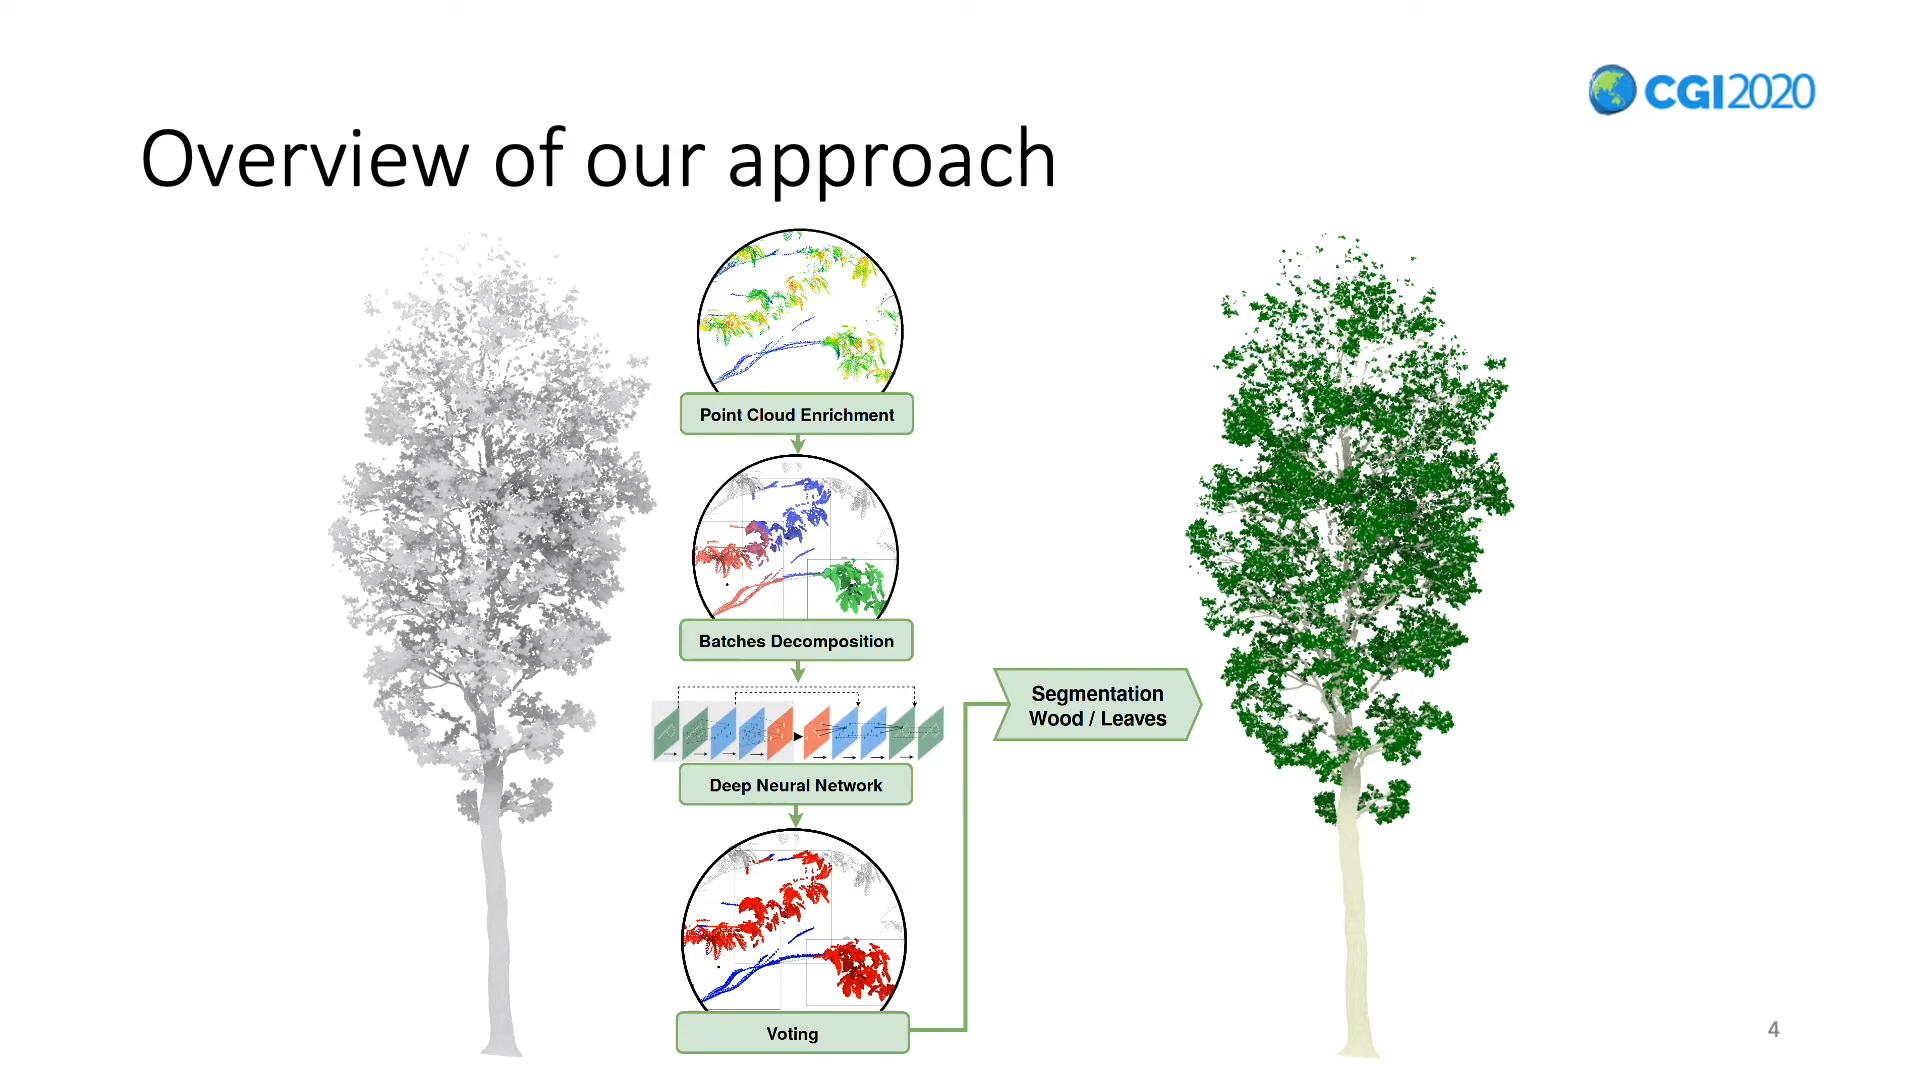 CGI2020
Overview of our approach
Point Cloud Enrichment
Batches Decomposition
Deep Neural Network
Voting
Segmentation
Wood / Leaves
4